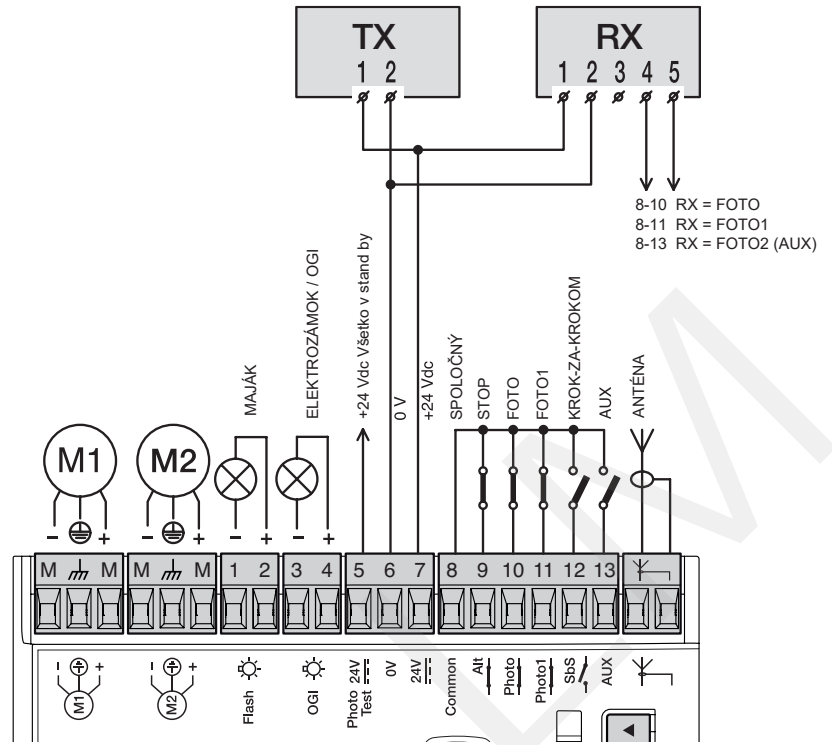 TX
1 2
RX
1 2 3 4 5
8-10 RX = FOTO
8-11 RX = FOTO1
8-13 RX = FOTO2 (AUX)
MAJÁK
ELEKTROZÁMOK / OGI
+24 Vdc Všetko v stand by
0 V
+24 Vdc
SPOLOČNÝ
STOP
FOTO
FOTO1
KROK-ZA-KROKOM
AUX
ANTÉNA
M1
M2
- +
- +
- +
- +
M M M M 1 2 3 4 5 6 7 8 9 10 11 12 13
- +
M1
- +
M2
Flash
OGI
Photo 24V
Test
0V
24V
Common
Alt
Photo
Photo1
SbS
AUX